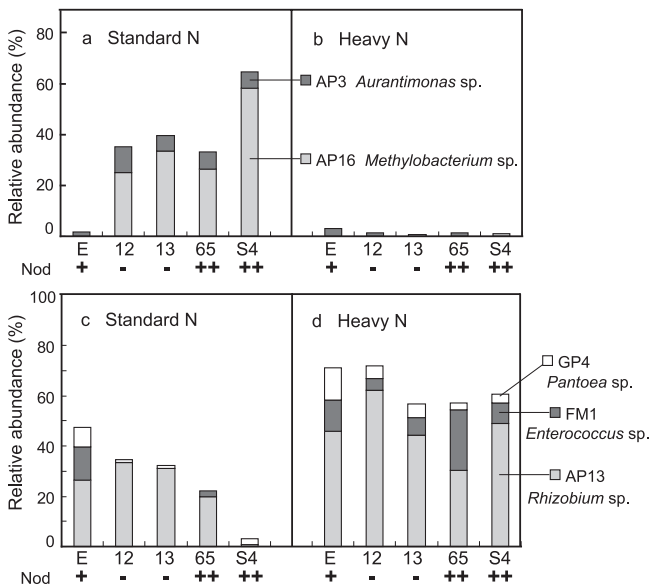 a Standard N
b Heavy N
Relative abundance (%)
80
60
40
20
0
AP3 Aurantimonas sp.
AP16 Methylobacterium sp.
E 12 13 65 S4 E 12 13 65 S4
Nod + - - ++ ++ + - - ++ ++
c Standard N
d Heavy N
Relative abundance (%)
100
80
60
40
20
0
GP4
Pantoea sp.
FM1
Enterococcus sp.
AP13
Rhizobium sp.
E 12 13 65 S4 E 12 13 65 S4
Nod + - - ++ ++ + - - ++ ++